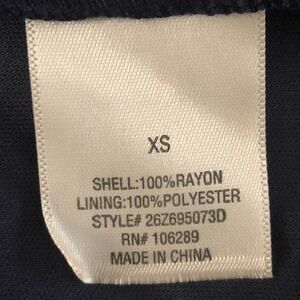 XS
SHELL:100%RAYON
LINING:100%POLYESTER
STYLE# 26Z695073D
RN# 106289
MADE IN CHINA